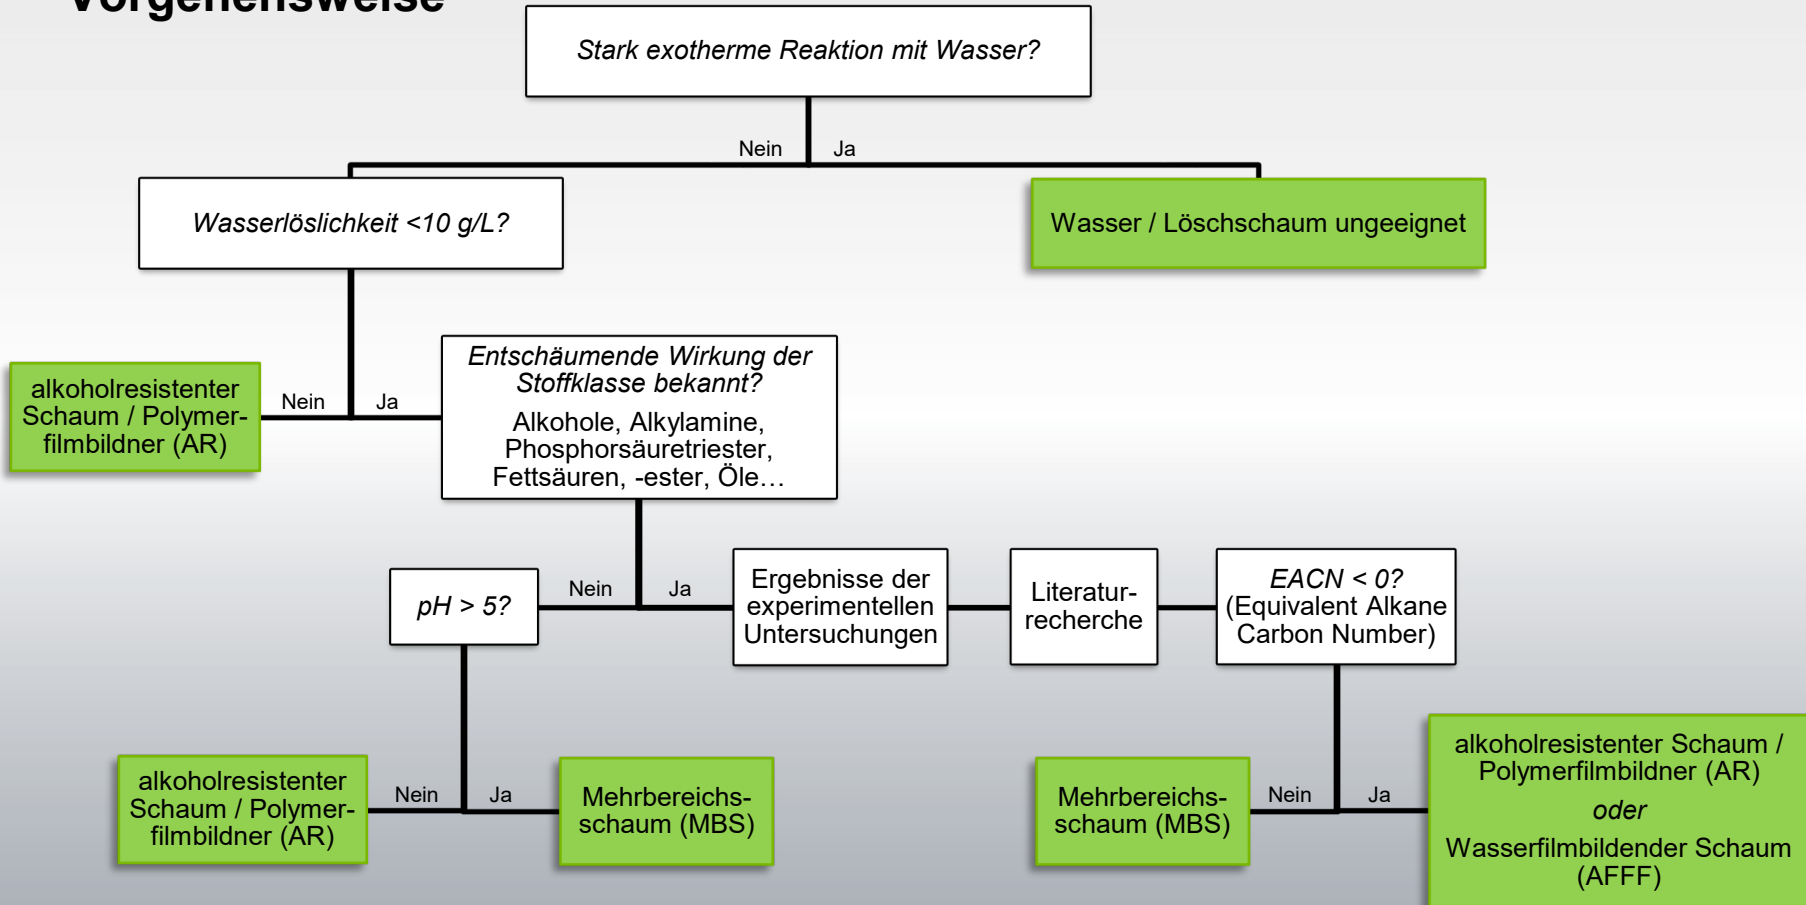 Vorgehensweise
Stark exotherme Reaktion mit Wasser?
Nein
Ja
Wasserlöslichkeit <10 g/L?
Wasser / Löschschaum ungeeignet
Nein
Ja
alkoholresistenter
Schaum / Polymer-
filmbildner (AR)
Entschäumende Wirkung der
Stoffklasse bekannt?
Alkohole, Alkylamine,
Phosphorsäuretriester,
Fettsäuren, -ester, Öle…
Nein
Ja
pH > 5?
Ergebnisse der
experimentellen
Untersuchungen
Literatur-
recherche
EACN < 0?
(Equivalent Alkane
Carbon Number)
Nein
Ja
alkoholresistenter
Schaum / Polymer-
filmbildner (AR)
Mehrbereichs-
schaum (MBS)
Nein
Ja
Mehrbereichs-
schaum (MBS)
alkoholresistenter Schaum /
Polymerfilmbildner (AR)
oder
Wasserfilmbildender Schaum
(AFFF)